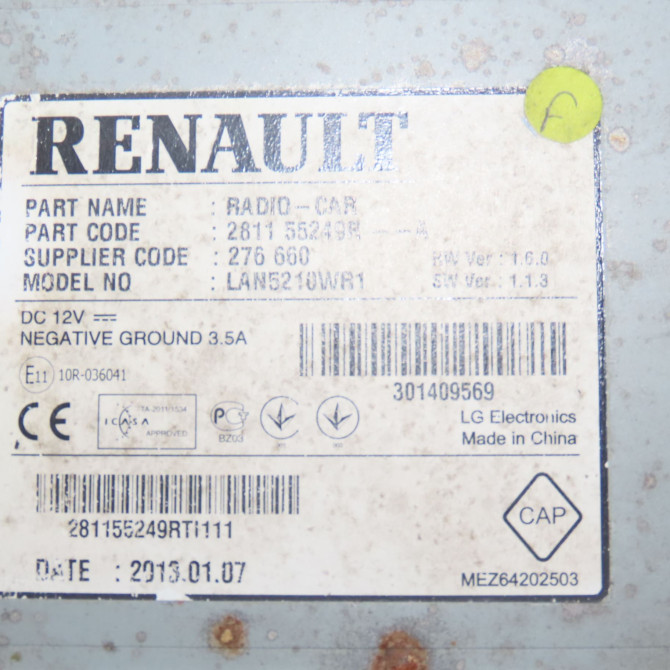 RENAULT
PART NAME : RADIO-CAR
PART CODE : 2811 55249R --A
SUPPLIER CODE : 276 660
MODEL NO : LAN5210WR1
HW Ver : 1.6.0
SW Ver : 1.1.3
DC 12V
NEGATIVE GROUND 3.5A
E11 10R-036041
301409569
CE
ICASA
APPROVED
PG
BZ03
LG Electronics
Made in China
281155249RTI111
CAP
DATE : 2013.01.07
MEZ64202503